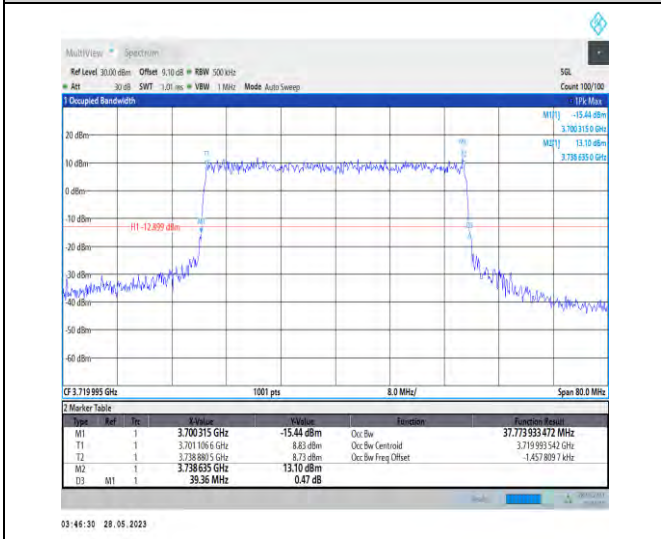 MultiView Spectrum
Ref Level 30.00 dBm Offset 9.10 dB RBW 500 kHz SGL
Att 30 dB SWT 1.01 ms VBW 1 MHz Mode Auto Sweep Count 100/100
1 Occupied Bandwidth 1Pk Max
M1[1] -15.44 dBm
3.700 315 0 GHz
M2[1] 13.10 dBm
3.738 635 0 GHz
20 dBm
M2
T1 T2
10 dBm
0 dBm
-10 dBm
M1 D3
H1 -12.899 dBm
-20 dBm
-30 dBm
-40 dBm
-50 dBm
-60 dBm
CF 3.719 995 GHz 1001 pts 8.0 MHz/ Span 80.0 MHz
2 Marker Table
Type Ref Trc X-Value Y-Value Function Function Result
M1 1 3.700315 GHz -15.44 dBm Occ Bw 37.773 933 472 MHz
T1 1 3.701 106 6 GHz 8.83 dBm Occ Bw Centroid 3.719 993 542 GHz
T2 1 3.738 880 5 GHz 8.73 dBm Occ Bw Freq Offset -1.457 809 7 kHz
M2 1 3.738635 GHz 13.10 dBm
D3 M1 1 39.36 MHz 0.47 dB
03:46:30 28.05.2023